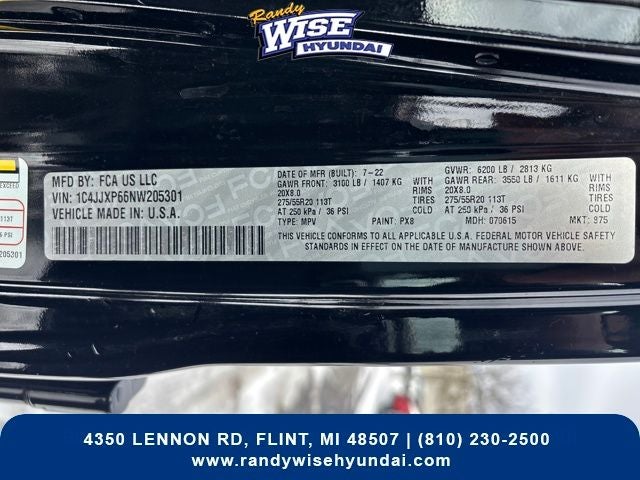 Randy
WISE
HYUNDAI
MFD BY: FCA US LLC
VIN: 1C4JJXP66NW205301
VEHICLE MADE IN U.S.A.
DATE OF MFR (BUILT): 7-22
GAWR FRONT: 3100 LB / 1407 KG
20X8.0 RIMS
275/55R20 113T TIRES
AT 250 kPa / 36 PSI COLD
TYPE: MPV PAINT: PX8
GVWR: 6200 LB / 2813 KG
GAWR REAR: 3550 LB / 1611 KG
20X8.0 RIMS
275/55R20 113T TIRES
AT 250 kPa / 36 PSI COLD
MDH: 070615 MKT: 975
THIS VEHICLE CONFORMS TO ALL APPLICABLE U.S.A. FEDERAL MOTOR VEHICLE SAFETY
STANDARDS IN EFFECT ON THE DATE OF MANUFACTURE SHOWN ABOVE.
EXCEED
113T
205301
4350 LENNON RD, FLINT, MI 48507 | (810) 230-2500
www.randywisehyundai.com